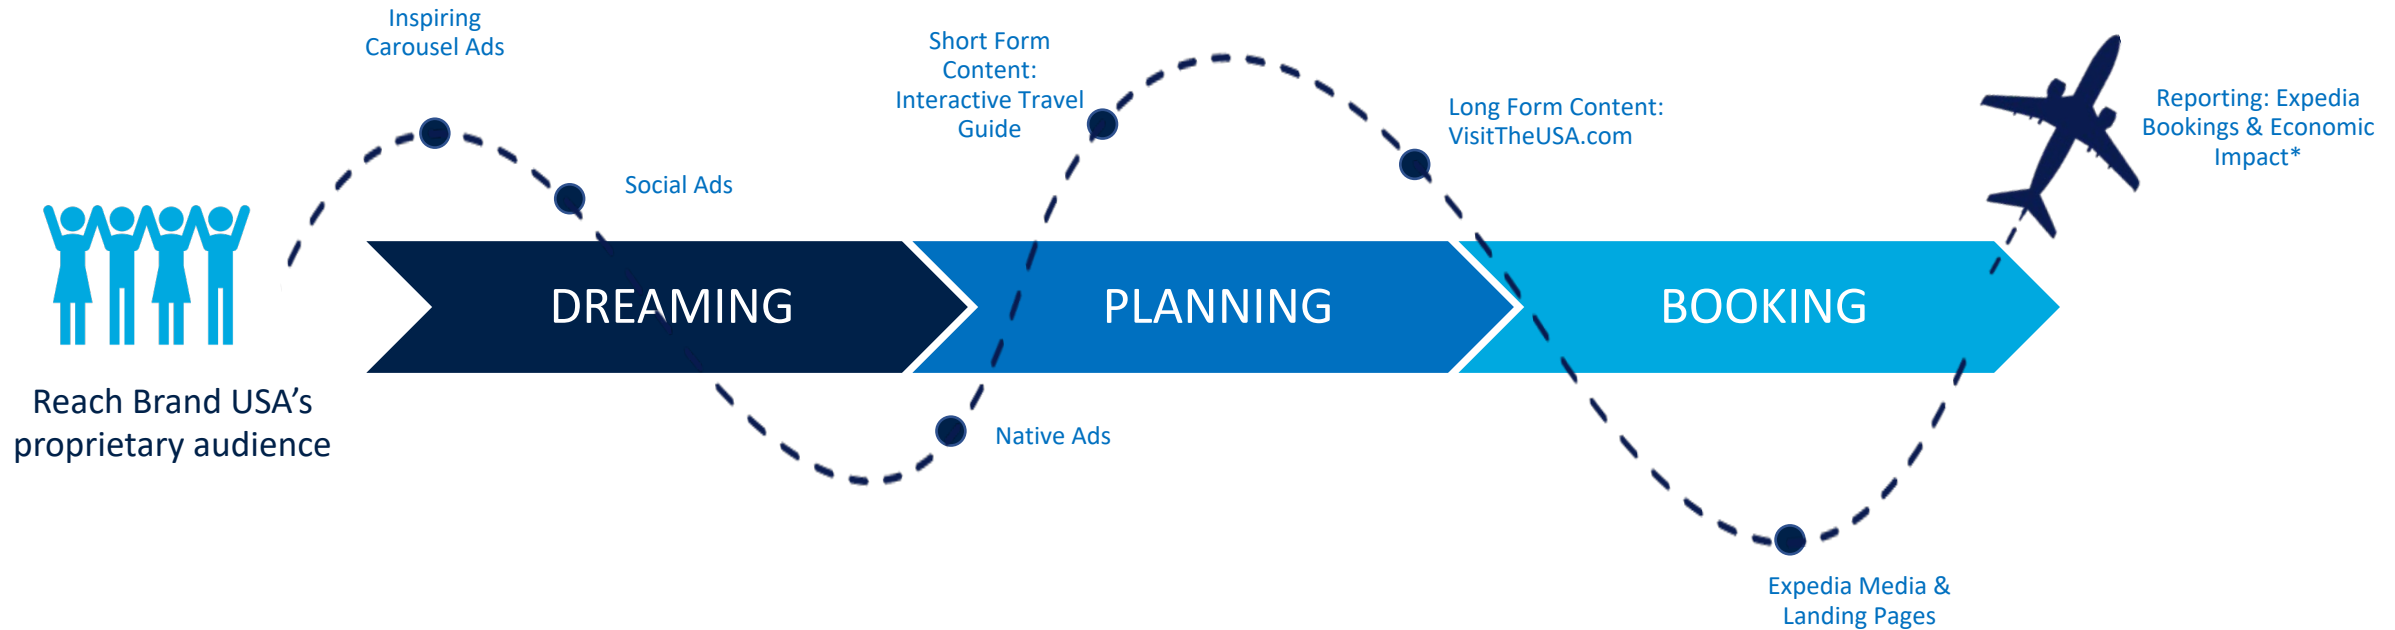 Inspiring
Carousel Ads
Social Ads
Short Form
Content:
Interactive Travel
Guide
Long Form Content:
VisitTheUSA.com
Reporting: Expedia
Bookings & Economic
Impact*
DREAMING
PLANNING
BOOKING
Reach Brand USA’s
proprietary audience
Native Ads
Expedia Media &
Landing Pages